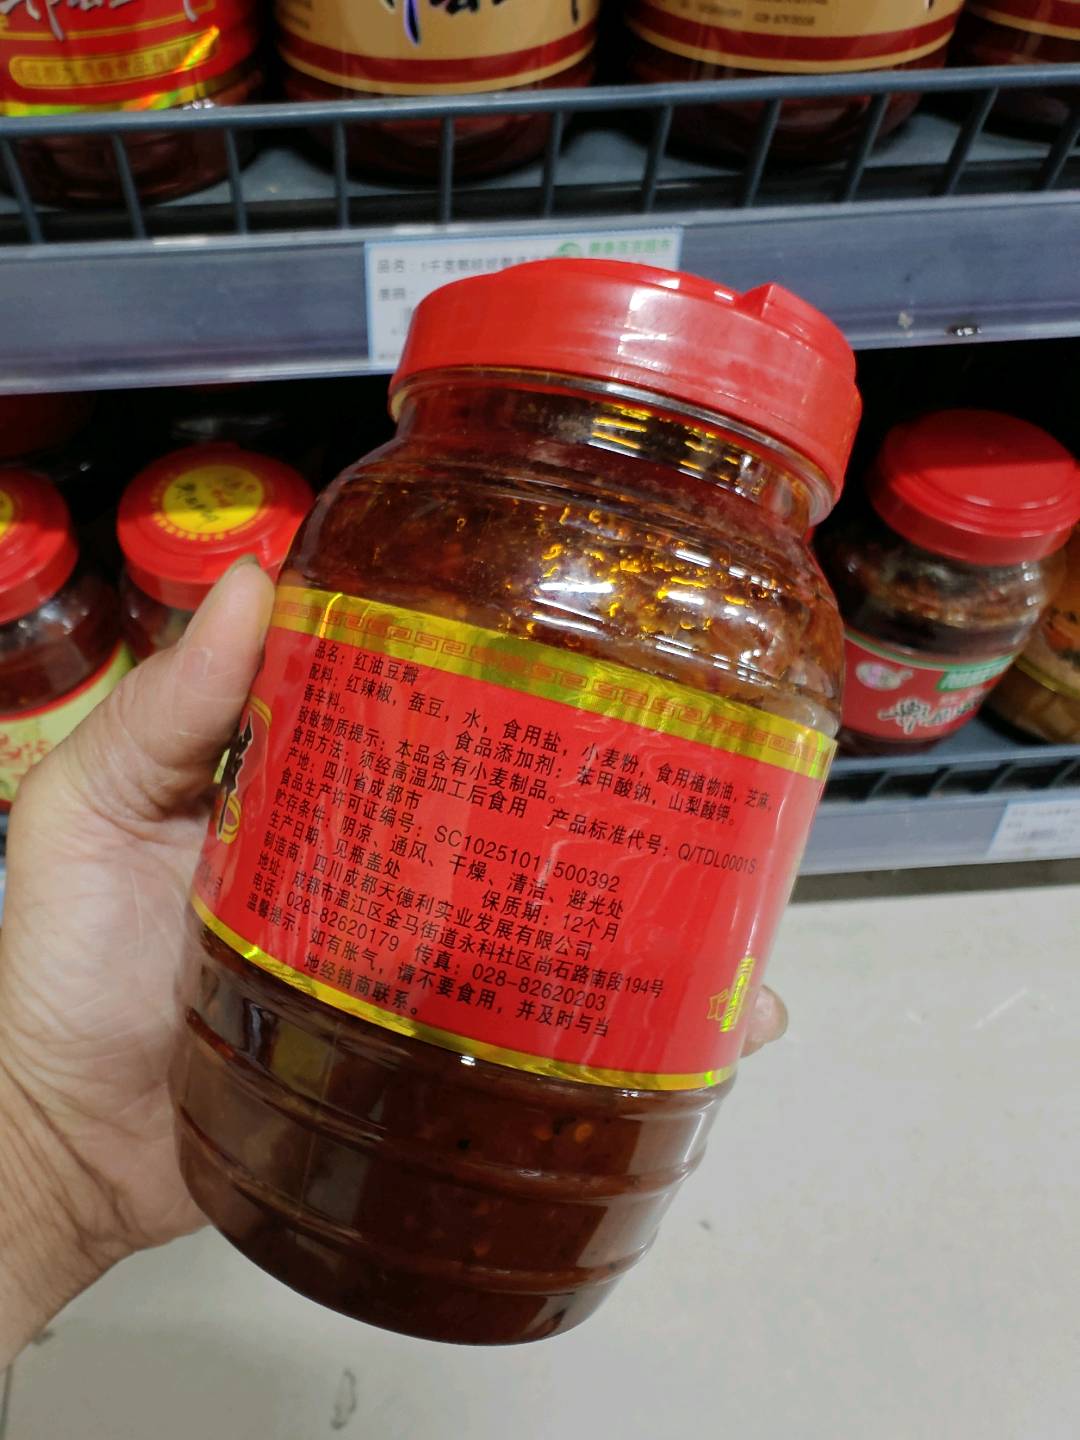 品名：红油豆瓣
配料：红辣椒，蚕豆，水，食用盐，小麦粉，食用植物油，芝麻，
香辛料。 食品添加剂：苯甲酸钠，山梨酸钾。
致敏物质提示：本品含有小麦制品。
食用方法：须经高温加工后食用 产品标准代号：Q/TDL0001S
产地：四川省成都市
食品生产许可证编号：SC10251011500392
贮存条件：阴凉、通风、干燥、清洁、避光处
生产日期：见瓶盖处 保质期：12个月
制造商：四川成都天德利实业发展有限公司
地址：成都市温江区金马街道永科社区尚石路南段194号
电话：028-82620179 传真：028-82620203
温馨提示：如有胀气，请不要食用，并及时与当
地经销商联系。
品名：